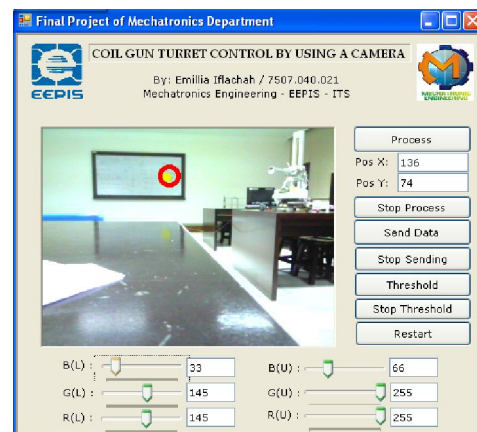 Final Project of Mechatronics Department
COIL GUN TURRET CONTROL BY USING A CAMERA
By: Emillia Iflachah / 7507.040.021
Mechatronics Engineering - EEPIS - ITS
EEPIS
MECHATRONIC
ENGINEERING
Process
Pos X: 136
Pos Y: 74
Stop Process
Send Data
Stop Sending
Threshold
Stop Threshold
Restart
B(L) : 33 B(U) : 66
G(L) : 145 G(U) : 255
R(L) : 145 R(U) : 255